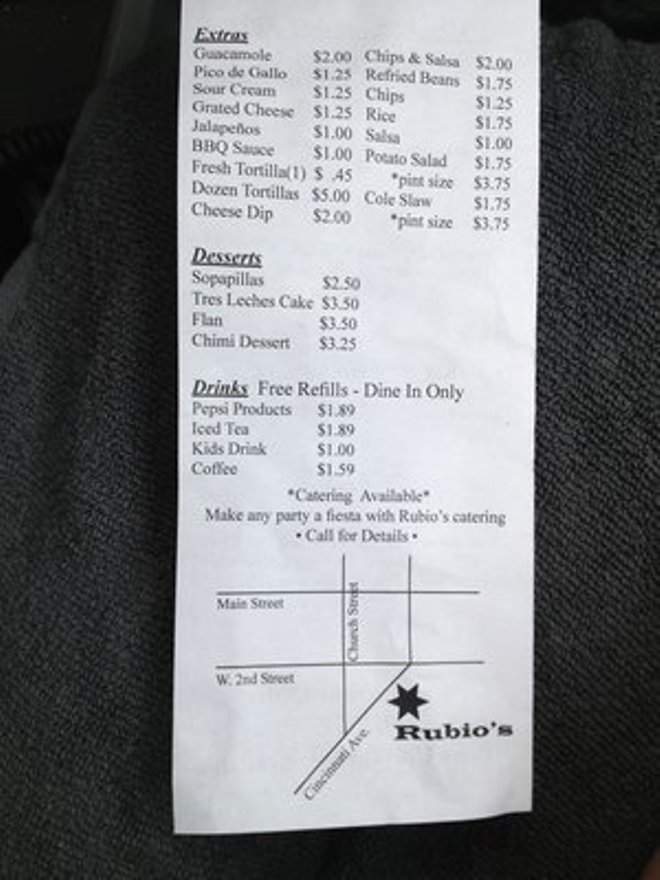 Extras
Guacamole $2.00 Chips & Salsa $2.00
Pico de Gallo $1.25 Refried Beans $1.75
Sour Cream $1.25 Chips $1.25
Grated Cheese $1.25 Rice $1.75
Jalapeños $1.00 Salsa $1.00
BBQ Sauce $1.00 Potato Salad $1.75
Fresh Tortilla(1) $ .45 *pint size $3.75
Dozen Tortillas $5.00 Cole Slaw $1.75
Cheese Dip $2.00 *pint size $3.75
Desserts
Sopapillas $2.50
Tres Leches Cake $3.50
Flan $3.50
Chimi Dessert $3.25
Drinks Free Refills - Dine In Only
Pepsi Products $1.89
Iced Tea $1.89
Kids Drink $1.00
Coffee $1.59
*Catering Available*
Make any party a fiesta with Rubio's catering
• Call for Details •
Main Street
Church Street
W. 2nd Street
Rubio's
Cincinnati Ave.